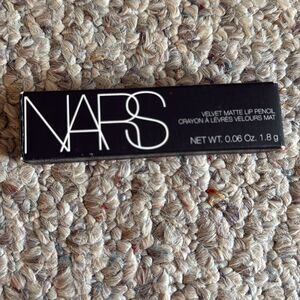 NARS
VELVET MATTE LIP PENCIL
CRAYON À LÈVRES VELOURS MAT
NET WT. 0.06 Oz. 1.8 g